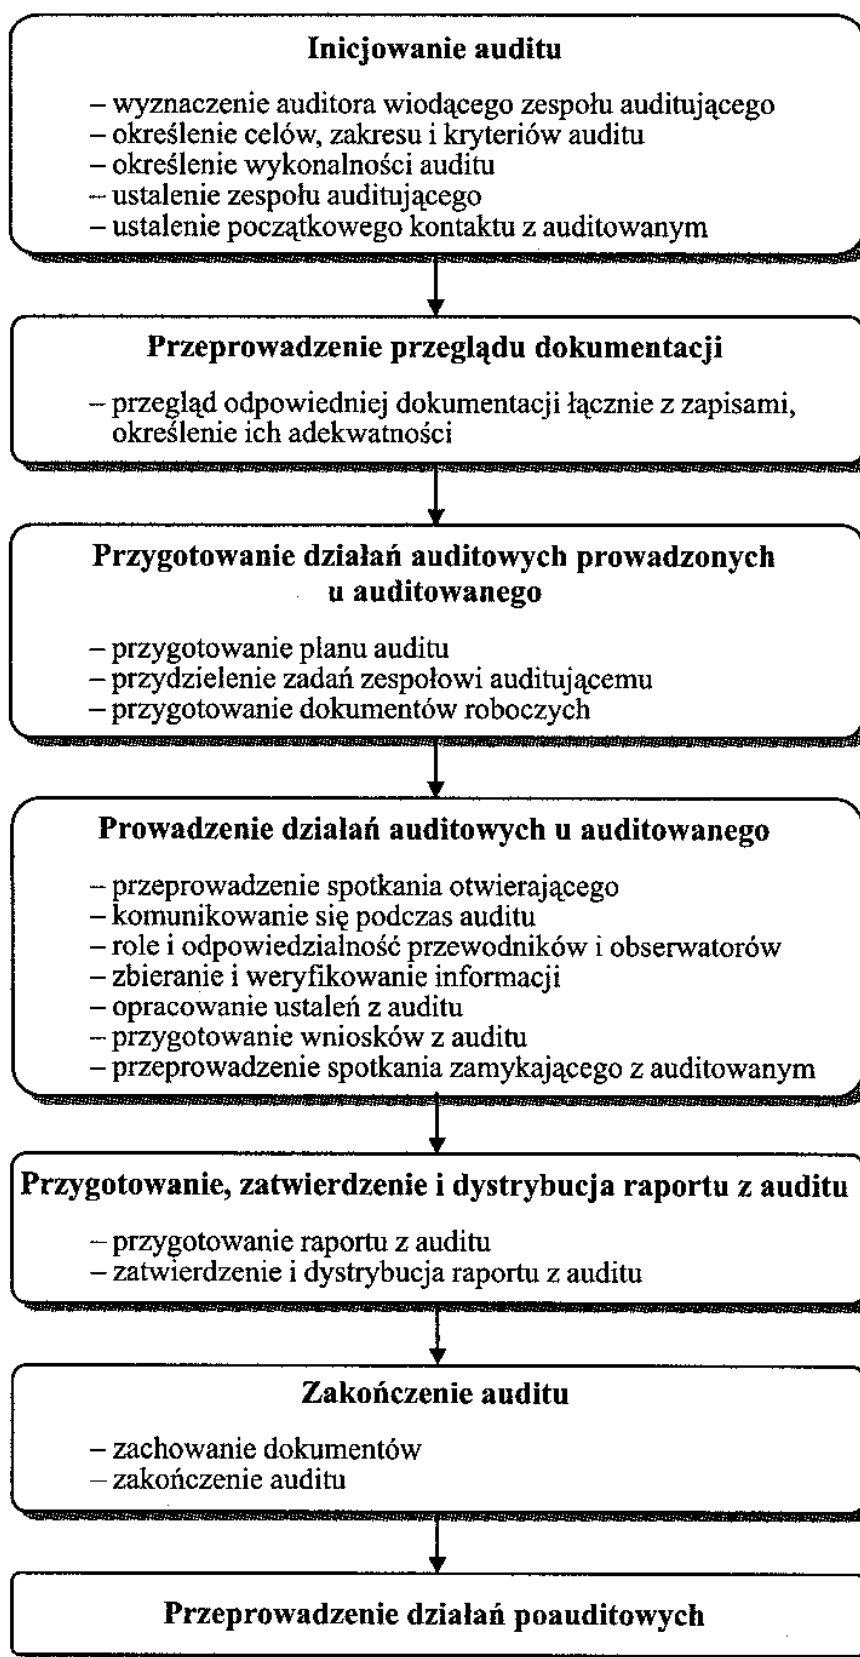 Inicjowanie auditu
– wyznaczenie auditora wiodącego zespołu auditującego
– określenie celów, zakresu i kryteriów auditu
– określenie wykonalności auditu
– ustalenie zespołu auditującego
– ustalenie początkowego kontaktu z auditowanym
Przeprowadzenie przeglądu dokumentacji
– przegląd odpowiedniej dokumentacji łącznie z zapisami,
określenie ich adekwatności
Przygotowanie działań auditowych prowadzonych
u auditowanego
– przygotowanie planu auditu
– przydzielenie zadań zespołowi auditującemu
– przygotowanie dokumentów roboczych
Prowadzenie działań auditowych u auditowanego
– przeprowadzenie spotkania otwierającego
– komunikowanie się podczas auditu
– role i odpowiedzialność przewodników i obserwatorów
– zbieranie i weryfikowanie informacji
– opracowanie ustaleń z auditu
– przygotowanie wniosków z auditu
– przeprowadzenie spotkania zamykającego z auditowanym
Przygotowanie, zatwierdzenie i dystrybucja raportu z auditu
– przygotowanie raportu z auditu
– zatwierdzenie i dystrybucja raportu z auditu
Zakończenie auditu
– zachowanie dokumentów
– zakończenie auditu
Przeprowadzenie działań poauditowych